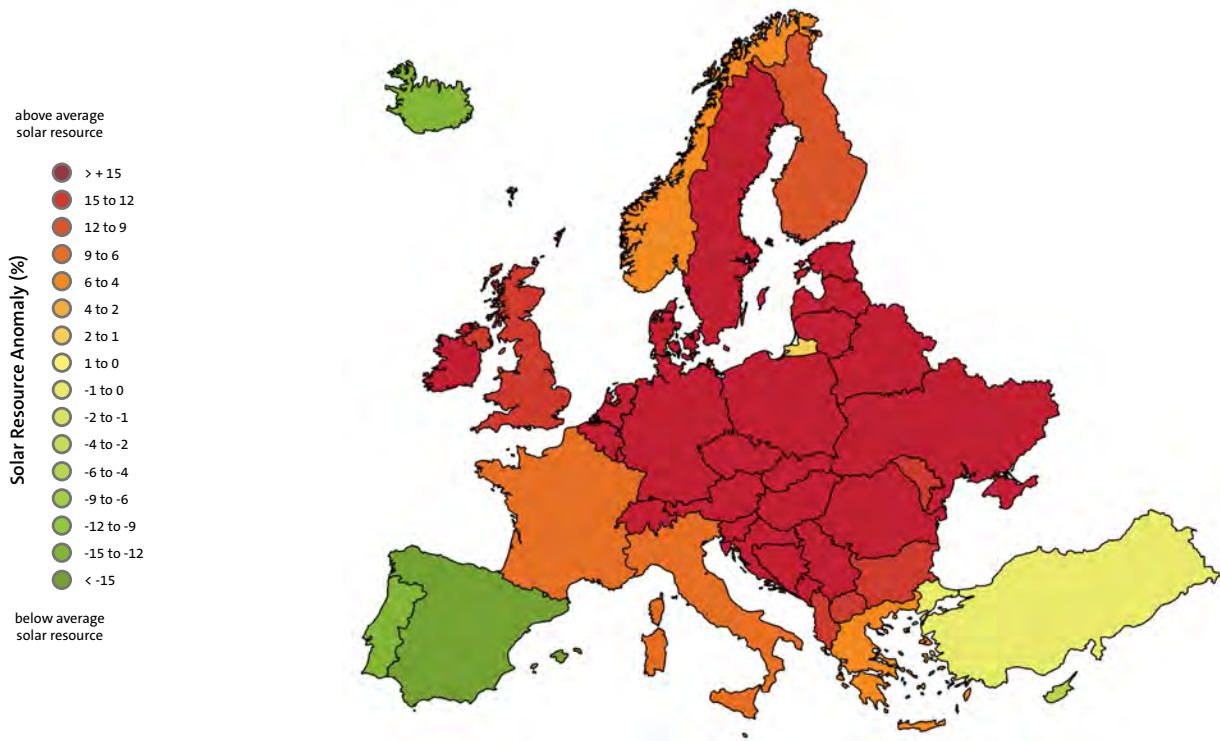 above average
solar resource
Solar Resource Anomaly (%)
> + 15
15 to 12
12 to 9
9 to 6
6 to 4
4 to 2
2 to 1
1 to 0
-1 to 0
-2 to -1
-4 to -2
-6 to -4
-9 to -6
-12 to -9
-15 to -12
< -15
below average
solar resource